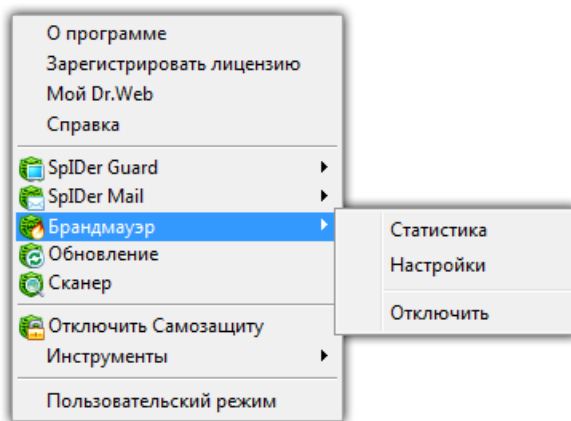 О программе
Зарегистрировать лицензию
Мой Dr.Web
Справка
SpIDer Guard
SpIDer Mail
Брандмауэр
Обновление
Сканер
Отключить Самозащиту
Инструменты
Пользовательский режим
Статистика
Настройки
Отключить